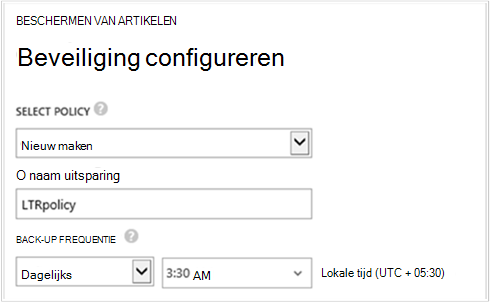 BESCHERMEN VAN ARTIKELEN
Beveiliging configureren
SELECT POLICY ?
Nieuw maken
O naam uitsparing
LTRpolicy
BACK-UP FREQUENTIE ?
Dagelijks 3:30 AM Lokale tijd (UTC + 05:30)